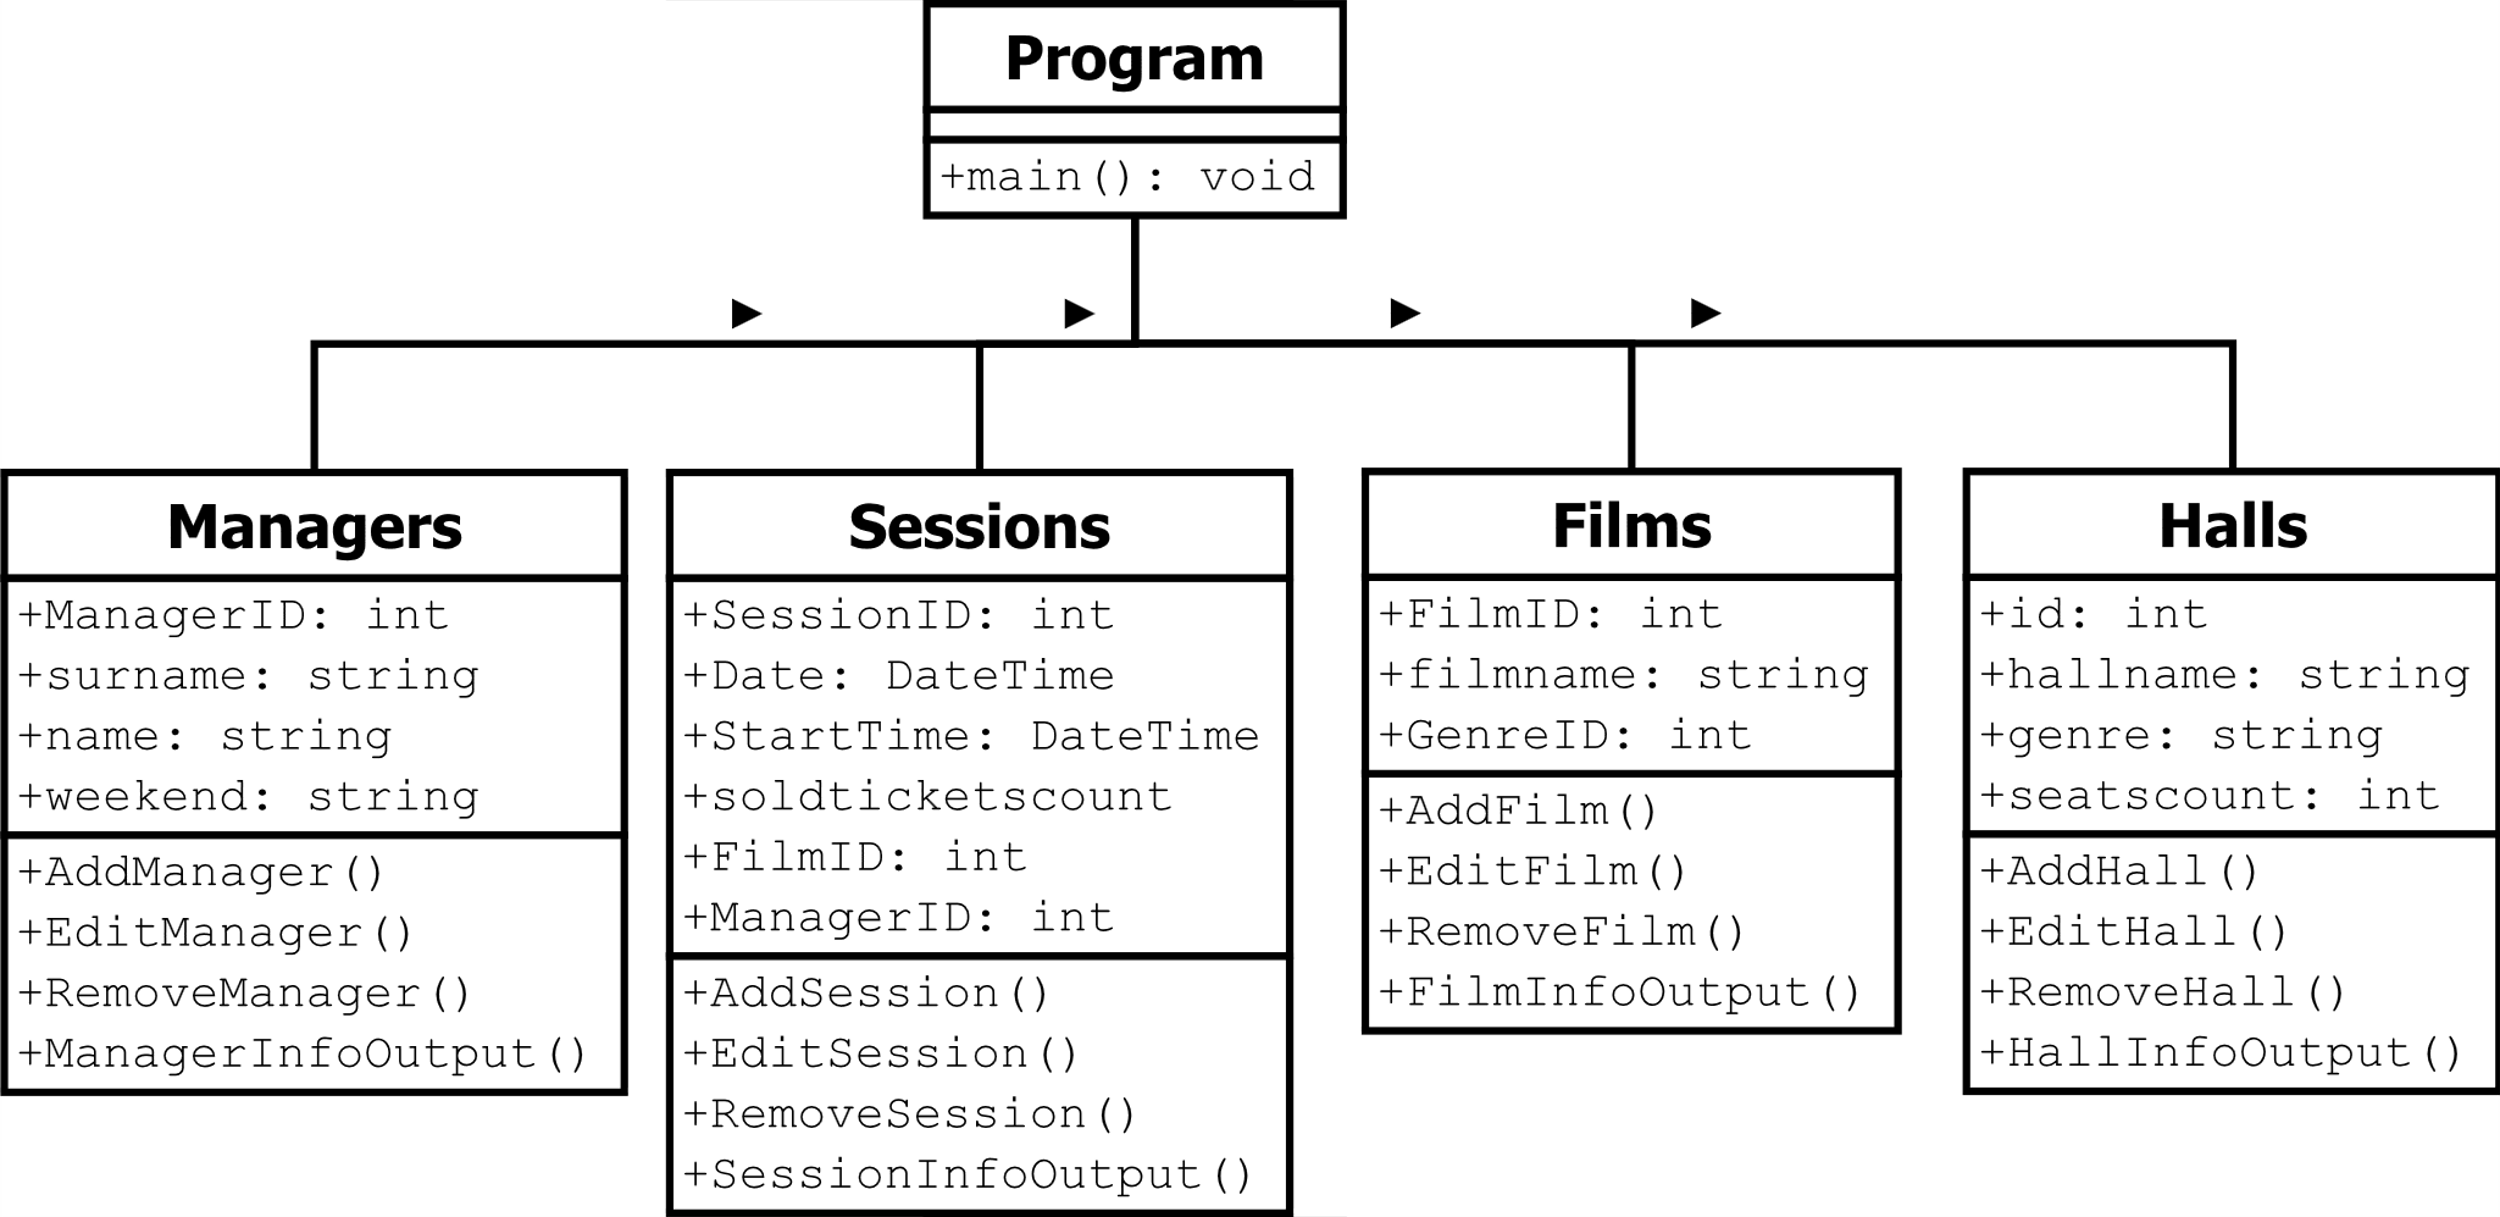 Program
+main(): void
Managers
+ManagerID: int
+surname: string
+name: string
+weekend: string
+AddManager()
+EditManager()
+RemoveManager()
+ManagerInfoOutput()
Sessions
+SessionID: int
+Date: DateTime
+StartTime: DateTime
+soldticketscount
+FilmID: int
+ManagerID: int
+AddSession()
+EditSession()
+RemoveSession()
+SessionInfoOutput()
Films
+FilmID: int
+filmname: string
+GenreID: int
+AddFilm()
+EditFilm()
+RemoveFilm()
+FilmInfoOutput()
Halls
+id: int
+hallname: string
+genre: string
+seatscount: int
+AddHall()
+EditHall()
+RemoveHall()
+HallInfoOutput()